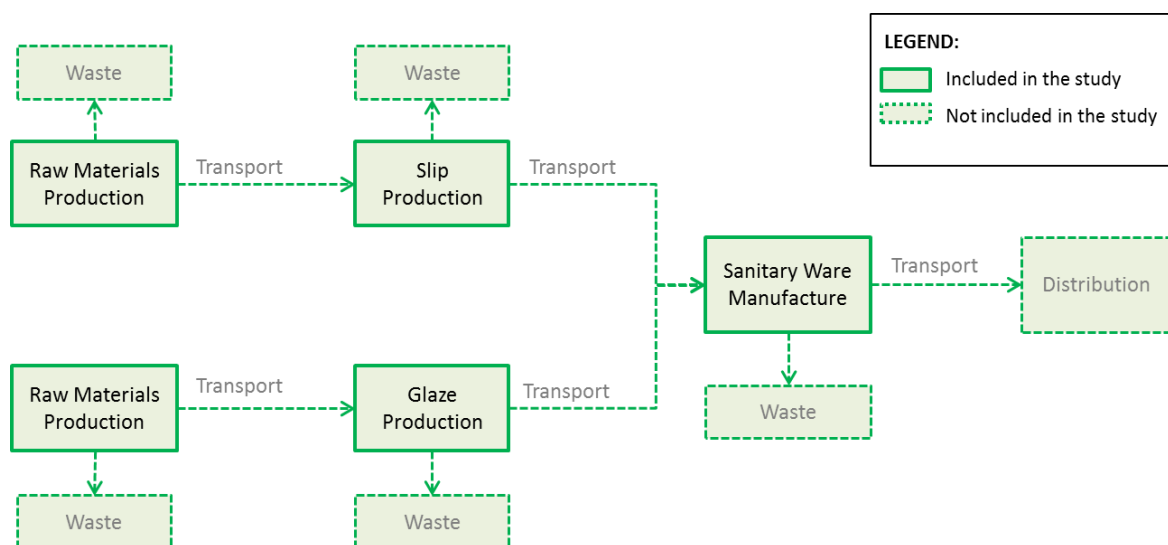 LEGEND:
Included in the study
Not included in the study
Waste
Waste
Raw Materials
Production
Transport
Slip
Production
Transport
Sanitary Ware
Manufacture
Transport
Distribution
Raw Materials
Production
Transport
Glaze
Production
Transport
Waste
Waste
Waste